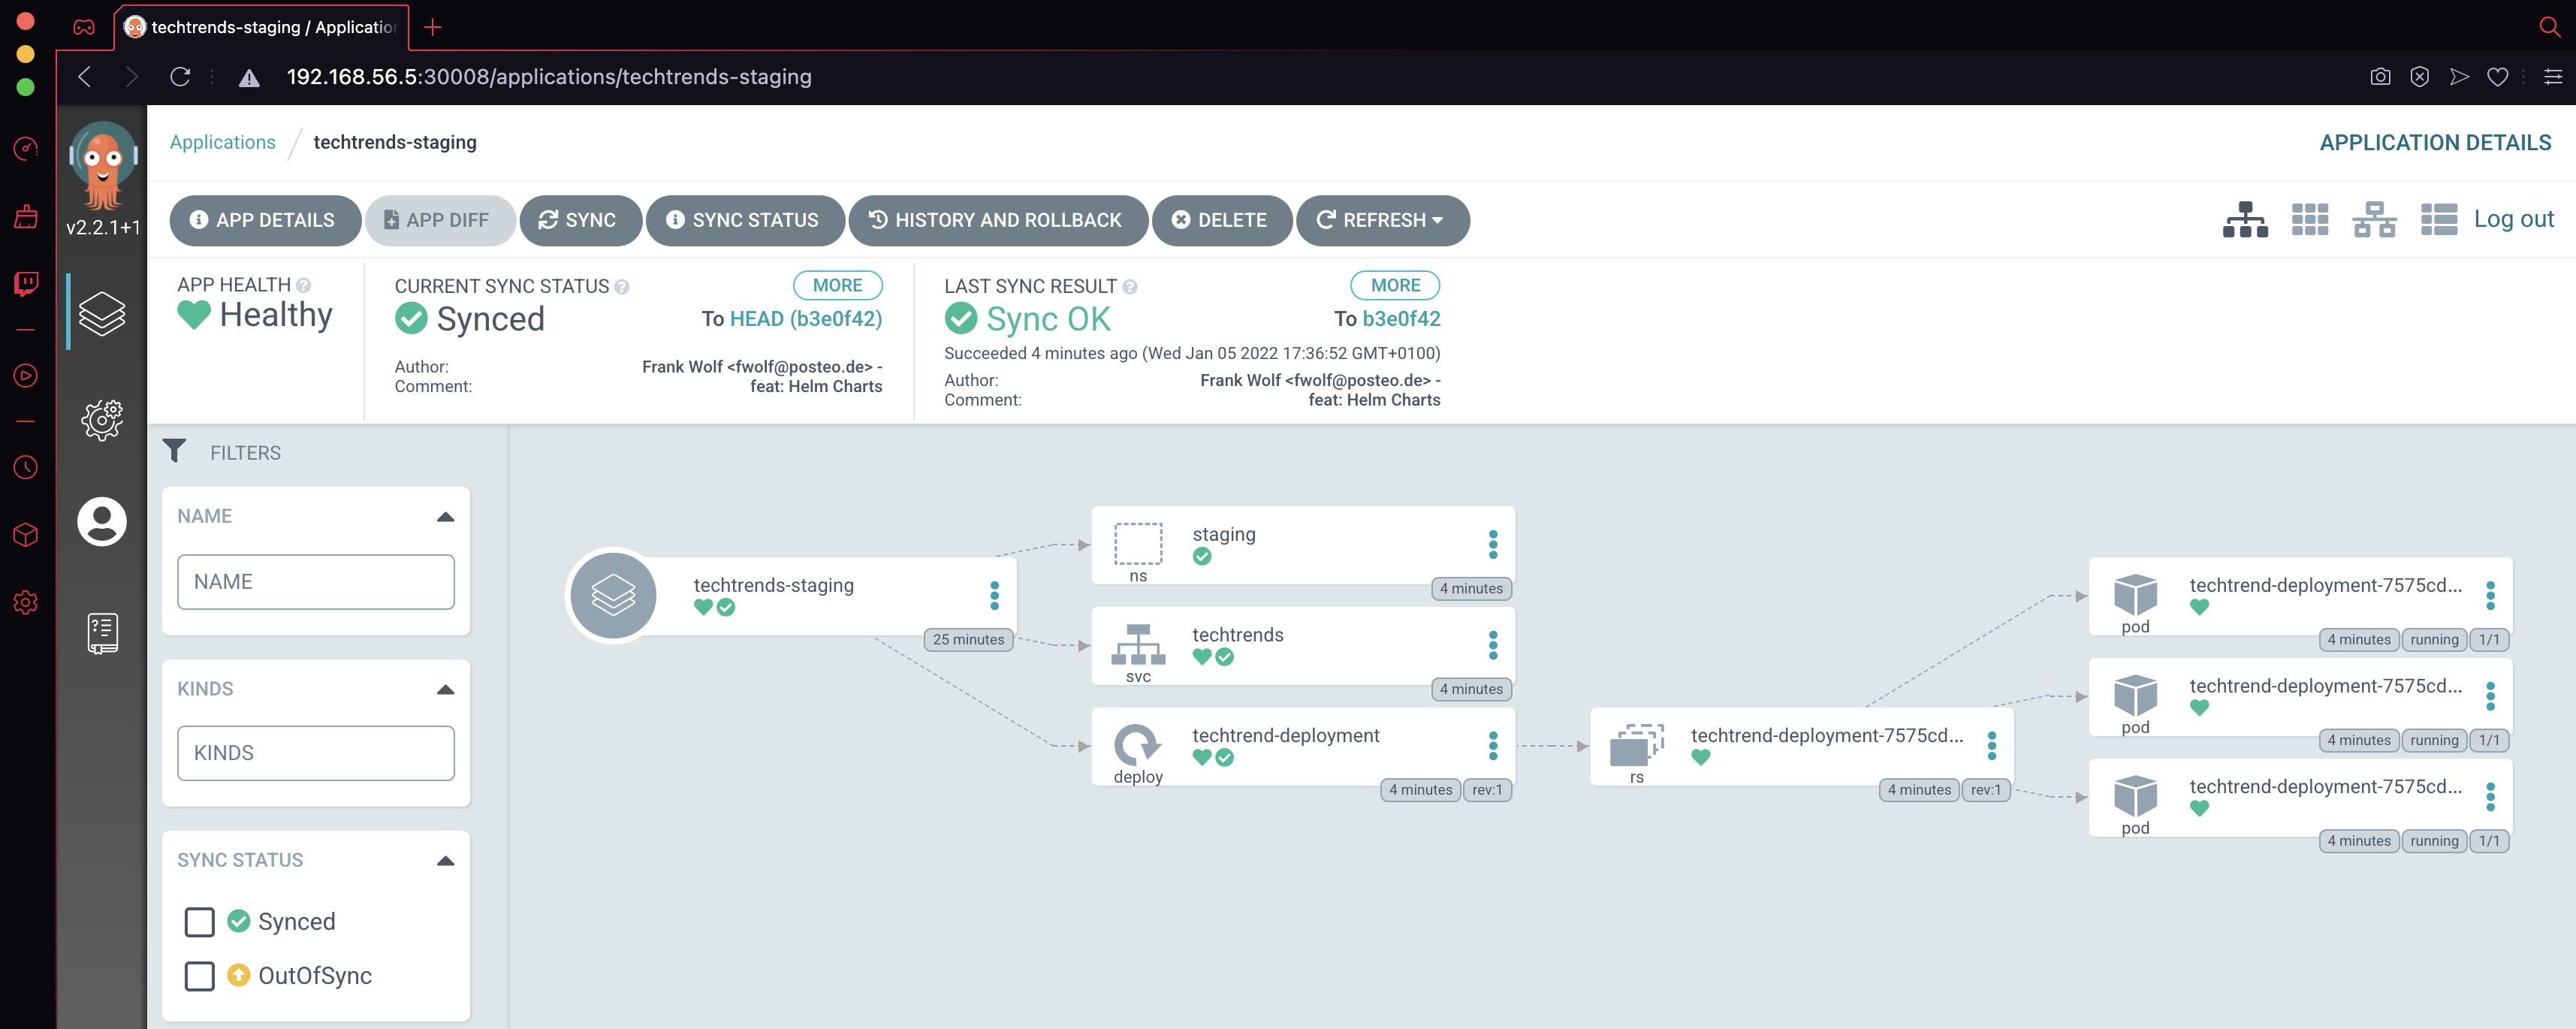 techtrends-staging / Applicatio
192.168.56.5:30008/applications/techtrends-staging
v2.2.1+1
Applications / techtrends-staging
APPLICATION DETAILS
APP DETAILS
APP DIFF
SYNC
SYNC STATUS
HISTORY AND ROLLBACK
DELETE
REFRESH
Log out
APP HEALTH
Healthy
CURRENT SYNC STATUS
MORE
Synced
To HEAD (b3e0f42)
Author: Frank Wolf <fwolf@posteo.de> -
Comment: feat: Helm Charts
LAST SYNC RESULT
MORE
Sync OK
To b3e0f42
Succeeded 4 minutes ago (Wed Jan 05 2022 17:36:52 GMT+0100)
Author: Frank Wolf <fwolf@posteo.de> -
Comment: feat: Helm Charts
FILTERS
NAME
NAME
KINDS
KINDS
SYNC STATUS
Synced
OutOfSync
techtrends-staging
25 minutes
staging
ns
4 minutes
techtrends
svc
4 minutes
techtrend-deployment
deploy
4 minutes rev:1
techtrend-deployment-7575cd...
rs
4 minutes rev:1
techtrend-deployment-7575cd...
pod
4 minutes running 1/1
techtrend-deployment-7575cd...
pod
4 minutes running 1/1
techtrend-deployment-7575cd...
pod
4 minutes running 1/1